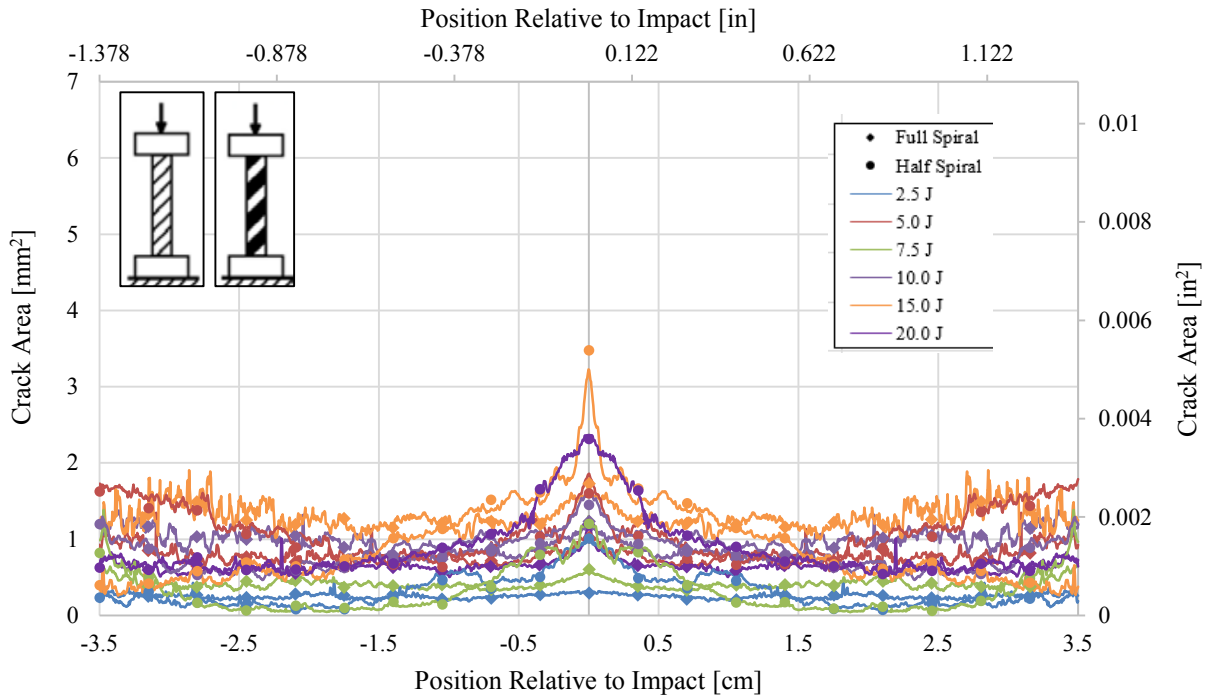 Position Relative to Impact [in]
-1.378 -0.878 -0.378 0.122 0.622 1.122
7
6
5
4
3
2
1
0
Crack Area [mm²]
0.01
0.008
0.006
0.004
0.002
0
Crack Area [in²]
Full Spiral
Half Spiral
2.5 J
5.0 J
7.5 J
10.0 J
15.0 J
20.0 J
-3.5 -2.5 -1.5 -0.5 0.5 1.5 2.5 3.5
Position Relative to Impact [cm]